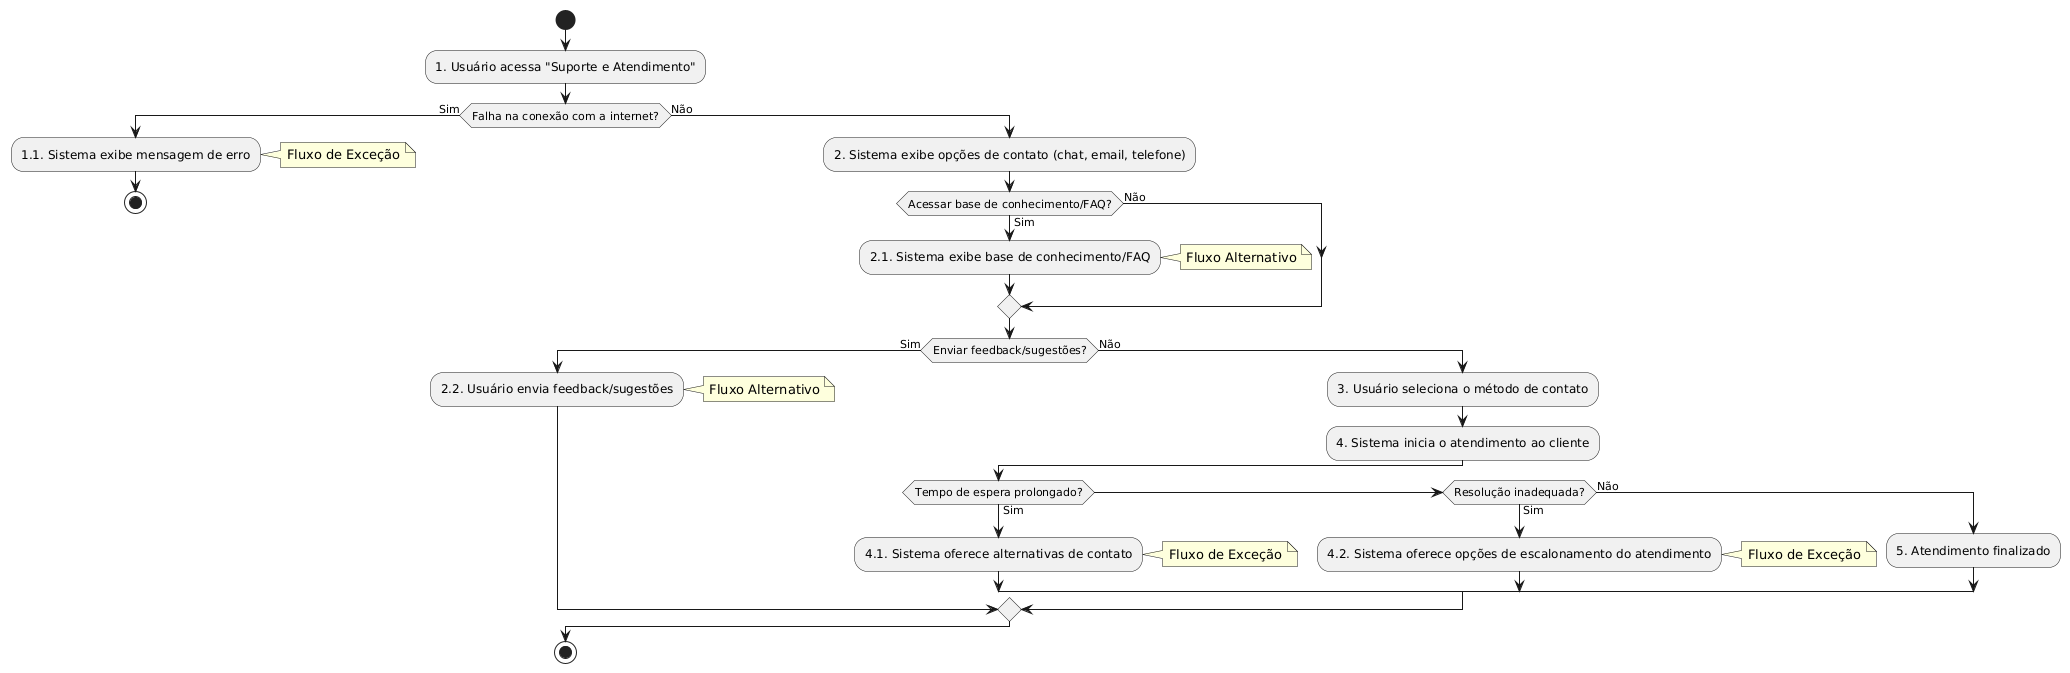 1. Usuário acessa "Suporte e Atendimento"
Sim
Falha na conexão com a internet?
Não
1.1. Sistema exibe mensagem de erro
Fluxo de Exceção
2. Sistema exibe opções de contato (chat, email, telefone)
Acessar base de conhecimento/FAQ?
Não
Sim
2.1. Sistema exibe base de conhecimento/FAQ
Fluxo Alternativo
Sim
Enviar feedback/sugestões?
Não
2.2. Usuário envia feedback/sugestões
Fluxo Alternativo
3. Usuário seleciona o método de contato
4. Sistema inicia o atendimento ao cliente
Tempo de espera prolongado?
Resolução inadequada?
Não
Sim
Sim
4.1. Sistema oferece alternativas de contato
Fluxo de Exceção
4.2. Sistema oferece opções de escalonamento do atendimento
Fluxo de Exceção
5. Atendimento finalizado